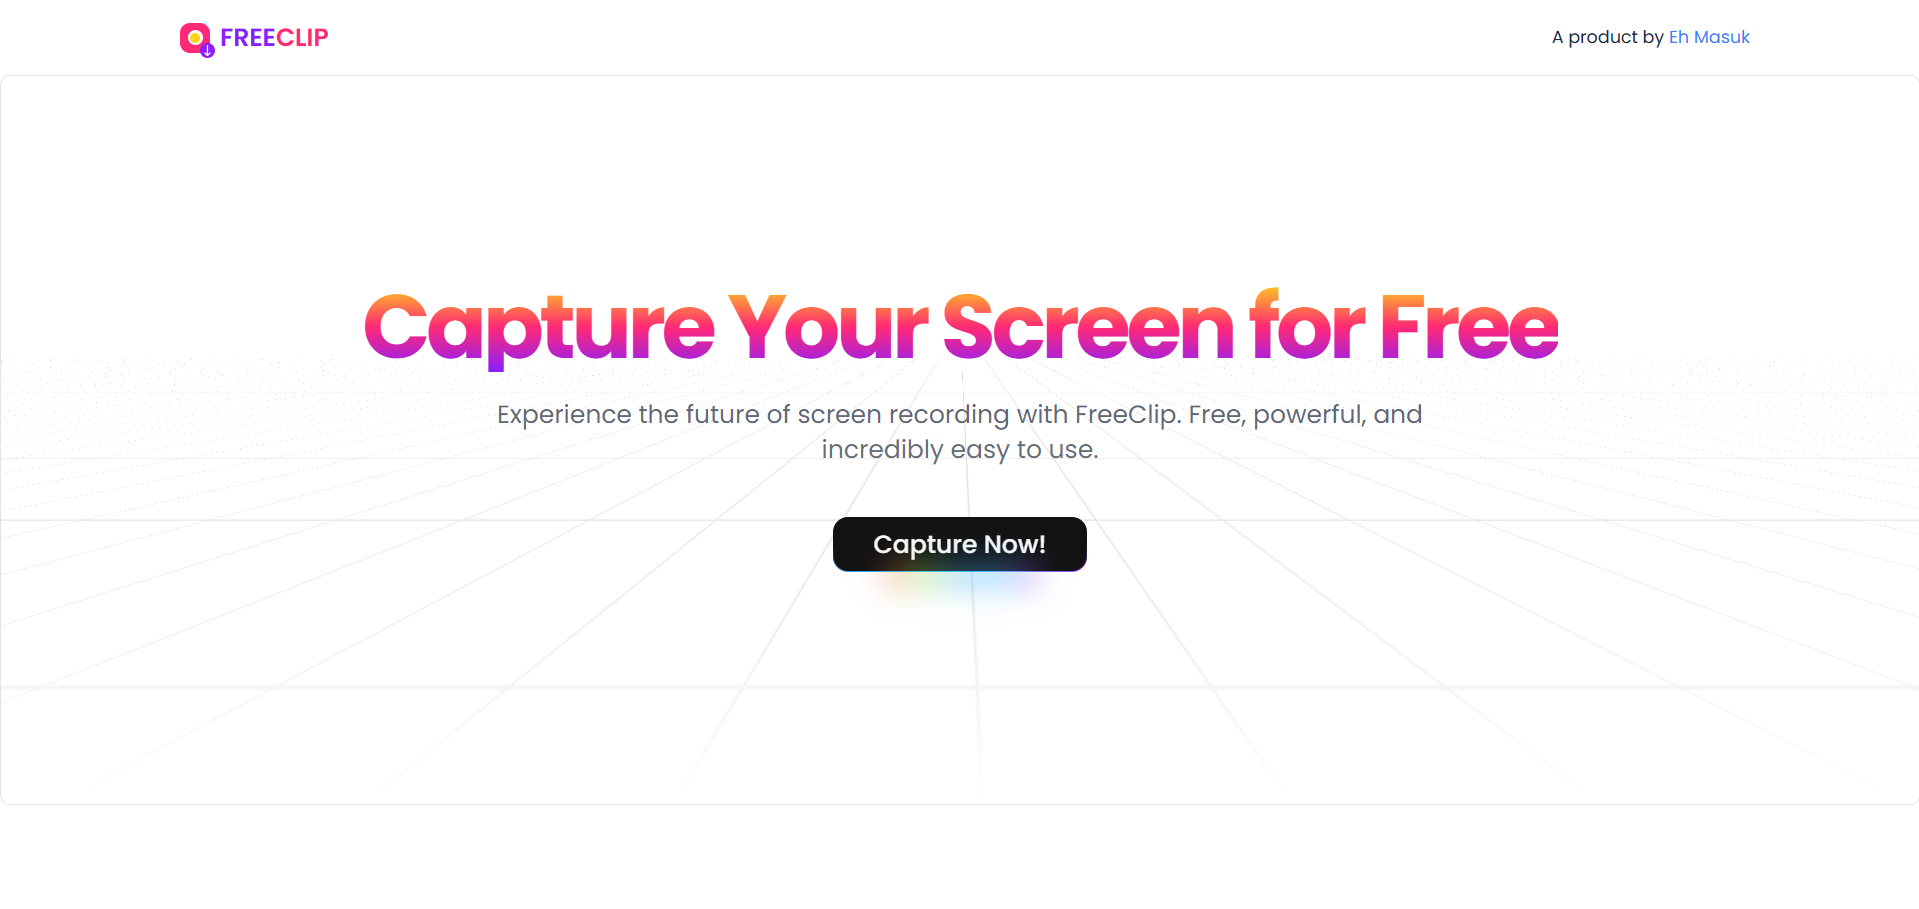 FREECLIP
A product by Eh Masuk
Capture Your Screen for Free
Experience the future of screen recording with FreeClip. Free, powerful, and
incredibly easy to use.
Capture Now!